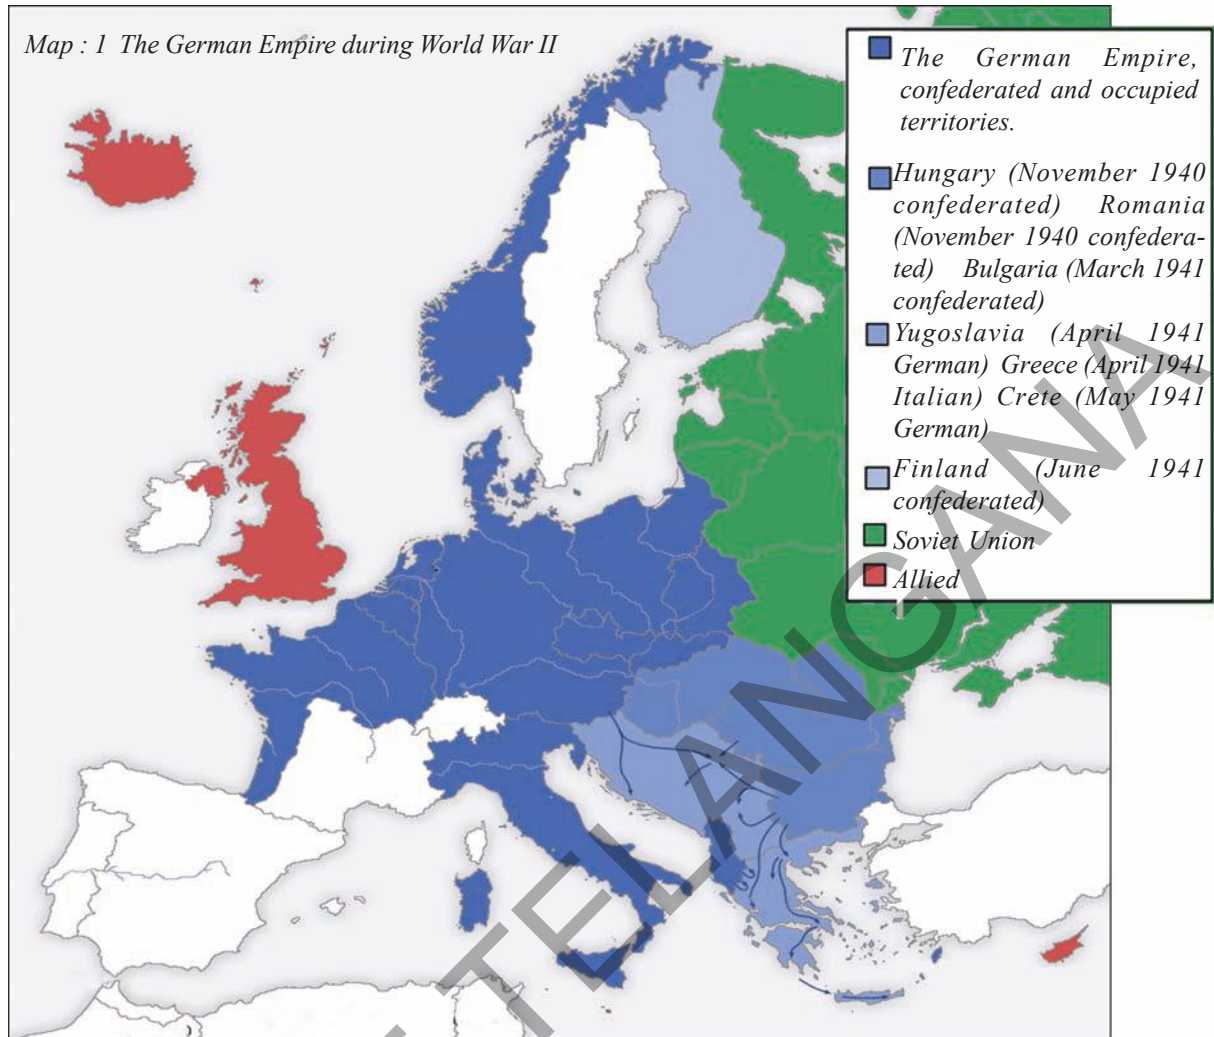 Map : 1 The German Empire during World War II
The German Empire,
confederated and occupied
territories.
Hungary (November 1940
confederated) Romania
(November 1940 confedera-
ted) Bulgaria (March 1941
confederated)
Yugoslavia (April 1941
German) Greece (April 1941
Italian) Crete (May 1941
German)
Finland (June 1941
confederated)
Soviet Union
Allied
TELANGANA